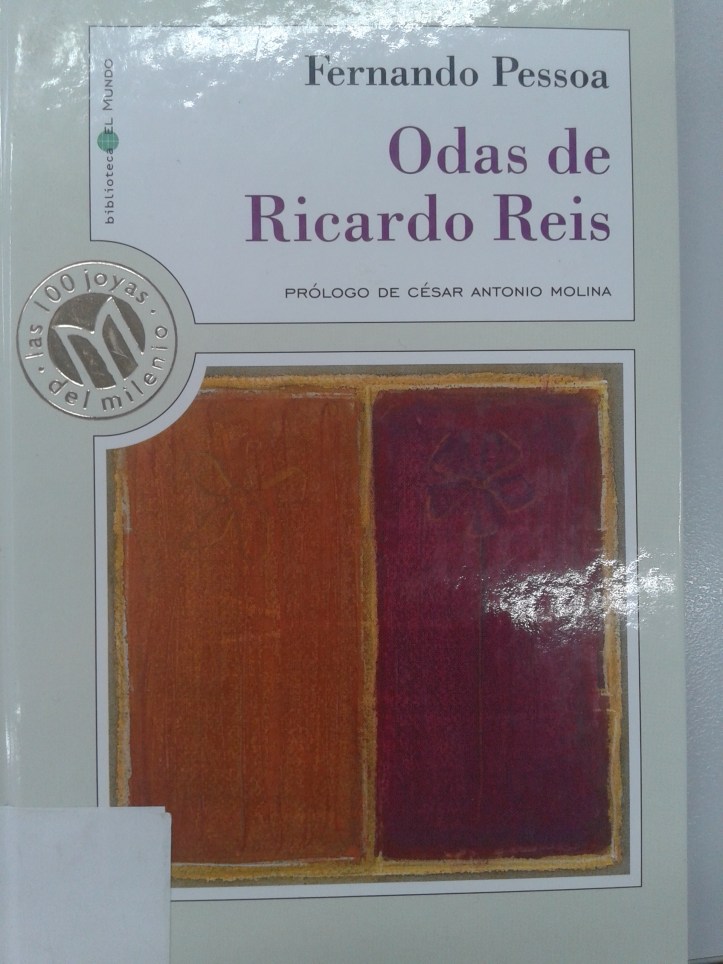 Fernando Pessoa
Odas de
Ricardo Reis
PRÓLOGO DE CÉSAR ANTONIO MOLINA
biblioteca EL MUNDO
· las 100 joyas ·
del milenio